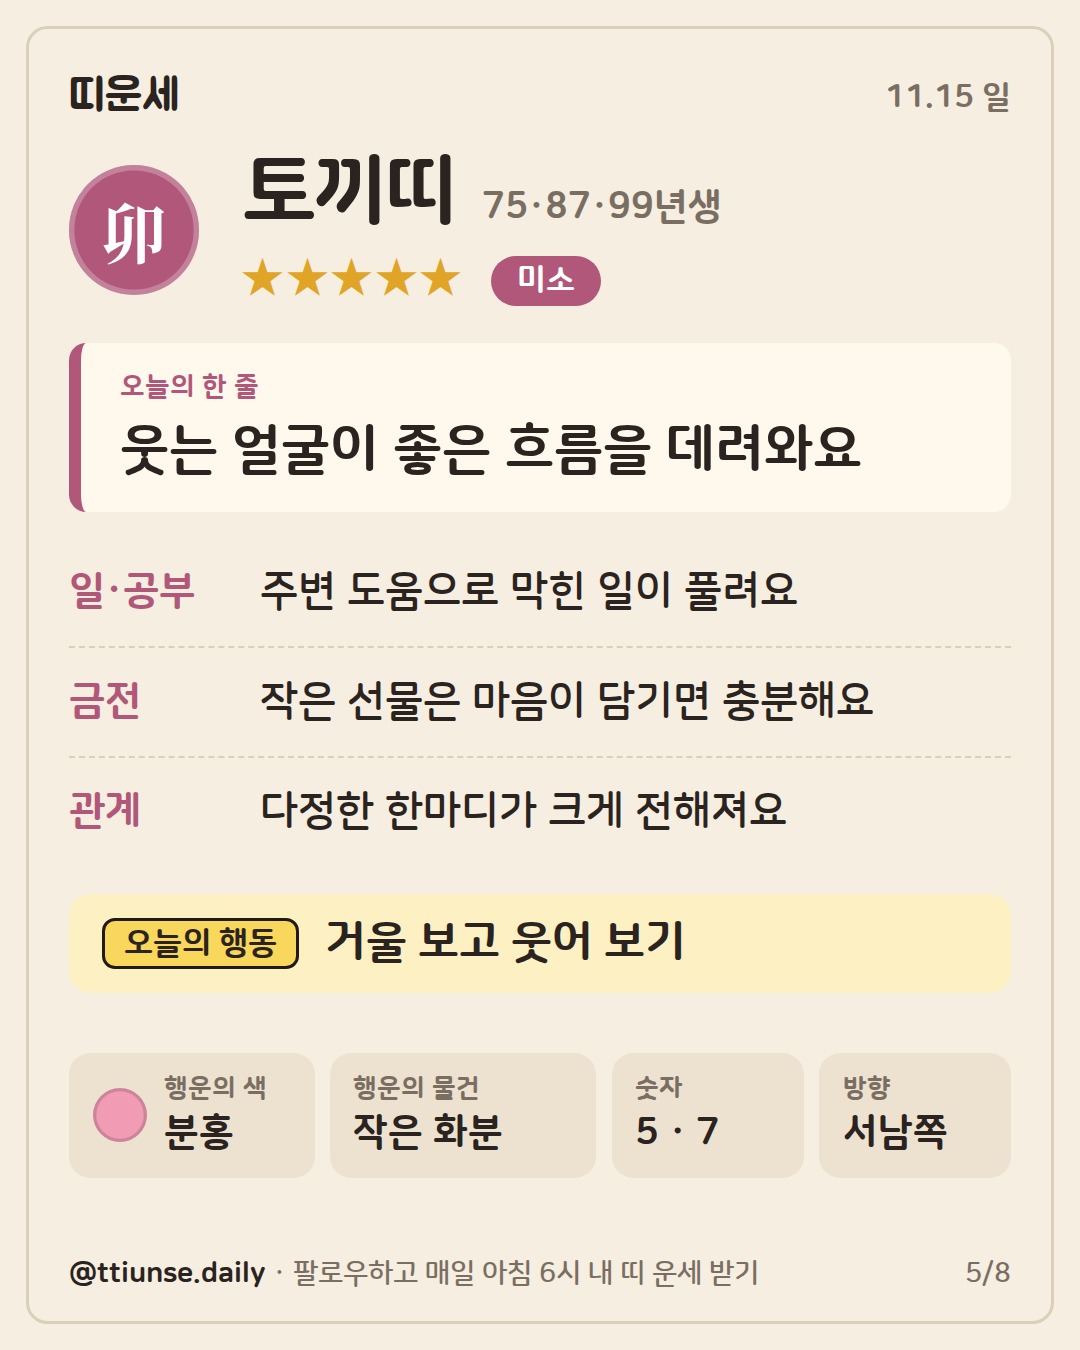 띠운세
11.15 일
卯
토끼띠 75·87·99년생
★★★★★ 미소
오늘의 한 줄
웃는 얼굴이 좋은 흐름을 데려와요
일·공부 주변 도움으로 막힌 일이 풀려요
금전 작은 선물은 마음이 담기면 충분해요
관계 다정한 한마디가 크게 전해져요
오늘의 행동 거울 보고 웃어 보기
행운의 색
분홍
행운의 물건
작은 화분
숫자
5 · 7
방향
서남쪽
@ttiunse.daily · 팔로우하고 매일 아침 6시 내 띠 운세 받기
5/8